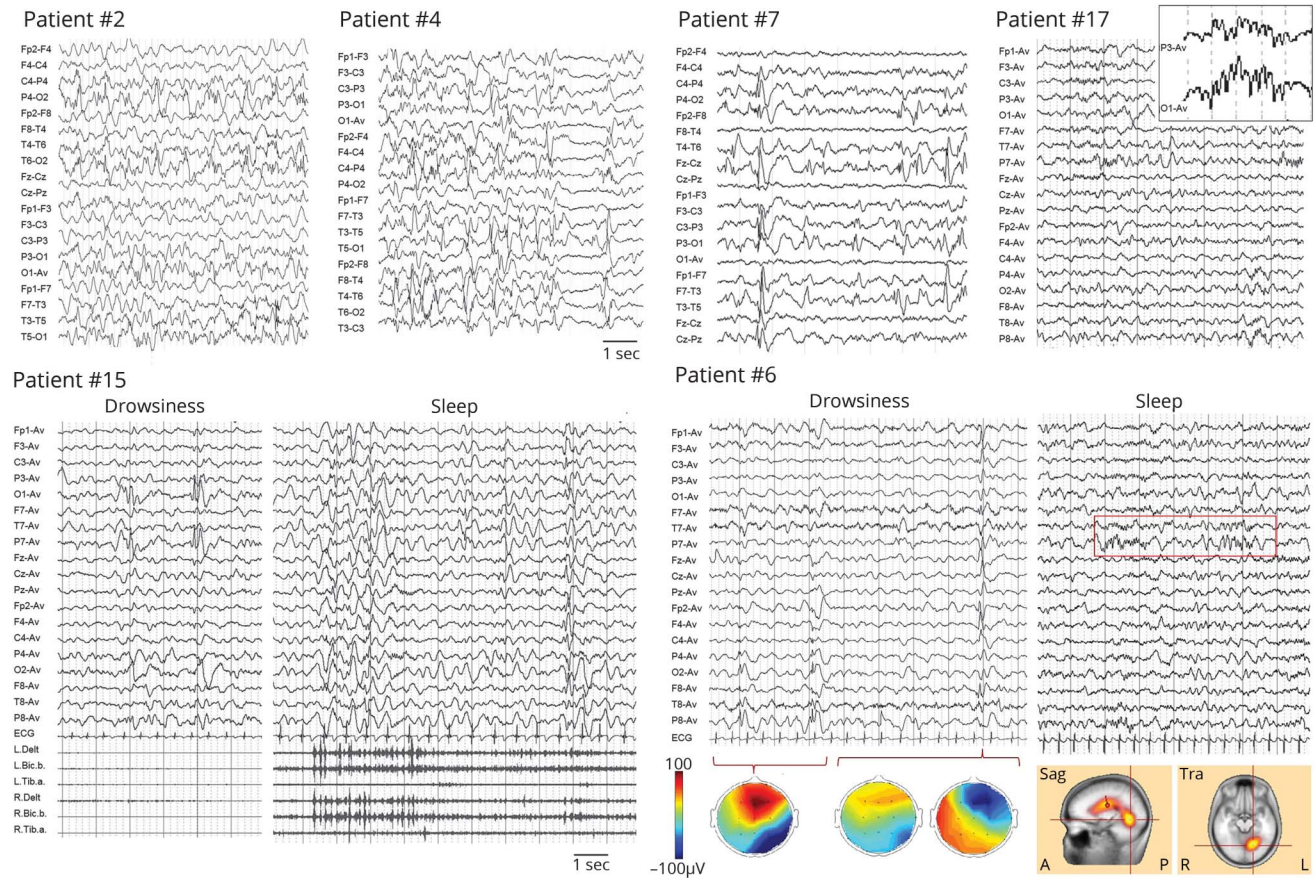 Patient #2
Fp2-F4
F4-C4
C4-P4
P4-O2
Fp2-F8
F8-T4
T4-T6
T6-O2
Fz-Cz
Cz-Pz
Fp1-F3
F3-C3
C3-P3
P3-O1
O1-Av
Fp1-F7
F7-T3
T3-T5
T5-O1
Patient #4
Fp1-F3
F3-C3
C3-P3
P3-O1
O1-Av
Fp2-F4
F4-C4
C4-P4
P4-O2
Fp1-F7
F7-T3
T3-T5
T5-O1
Fp2-F8
F8-T4
T4-T6
T6-O2
T3-C3
1 sec
Patient #7
Fp2-F4
F4-C4
C4-P4
P4-O2
Fp2-F8
F8-T4
T4-T6
Fz-Cz
Cz-Pz
Fp1-F3
F3-C3
C3-P3
P3-O1
O1-Av
Fp1-F7
F7-T3
T3-T5
Fz-Cz
Cz-Pz
Patient #17
Fp1-Av
F3-Av
C3-Av
P3-Av
O1-Av
F7-Av
T7-Av
P7-Av
Fz-Av
Cz-Av
Pz-Av
Fp2-Av
F4-Av
C4-Av
P4-Av
O2-Av
F8-Av
T8-Av
P8-Av
P3-Av
O1-Av
Patient #15
Drowsiness
Sleep
Fp1-Av
F3-Av
C3-Av
P3-Av
O1-Av
F7-Av
T7-Av
P7-Av
Fz-Av
Cz-Av
Pz-Av
Fp2-Av
F4-Av
C4-Av
P4-Av
O2-Av
F8-Av
T8-Av
P8-Av
ECG
L.Delt
L.Bic.b.
L.Tib.a.
R.Delt
R.Bic.b.
R.Tib.a.
1 sec
Patient #6
Drowsiness
Sleep
Fp1-Av
F3-Av
C3-Av
P3-Av
O1-Av
F7-Av
T7-Av
P7-Av
Fz-Av
Cz-Av
Pz-Av
Fp2-Av
F4-Av
C4-Av
P4-Av
O2-Av
F8-Av
T8-Av
P8-Av
ECG
100
−100µV
Sag
A
P
Tra
R
L